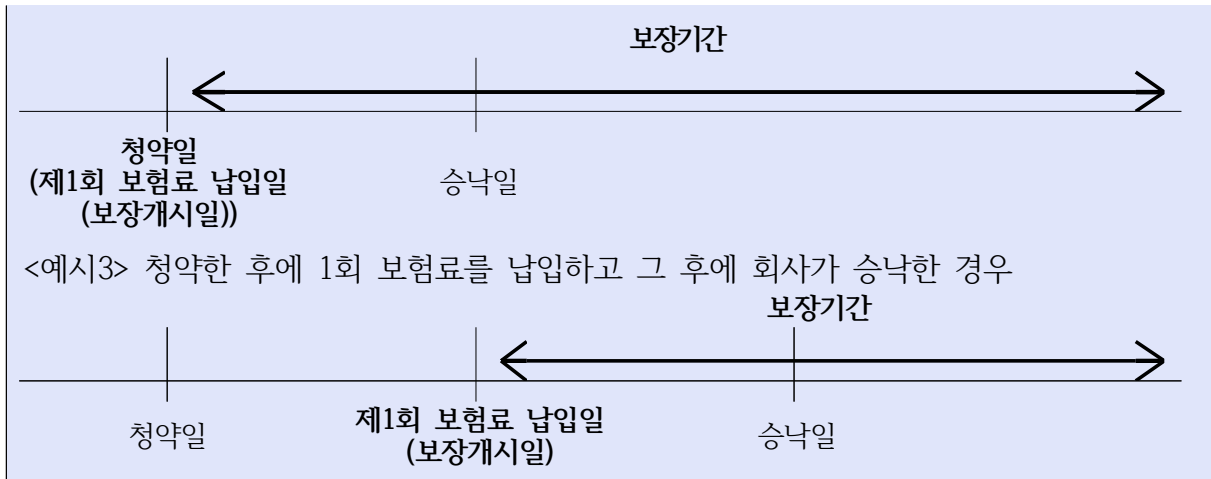 보장기간
청약일
(제1회 보험료 납입일
(보장개시일))
승낙일
<예시3> 청약한 후에 1회 보험료를 납입하고 그 후에 회사가 승낙한 경우
보장기간
청약일
제1회 보험료 납입일
(보장개시일)
승낙일